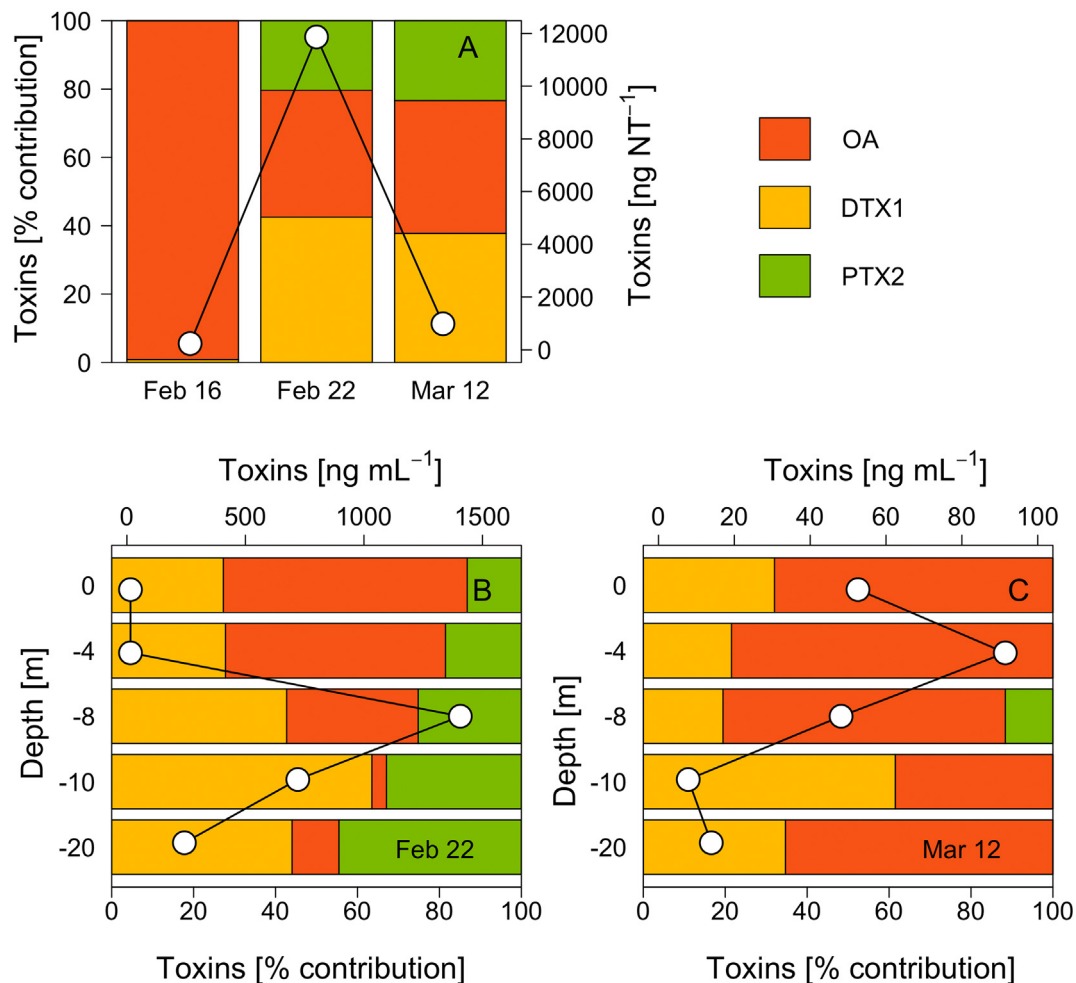 A
Toxins [% contribution]
100
80
60
40
20
0
Feb 16 Feb 22 Mar 12
12000
10000
8000
6000
4000
2000
0
Toxins [ng NT⁻¹]
OA
DTX1
PTX2
Toxins [ng mL⁻¹]
0 500 1000 1500
Depth [m]
0
-4
-8
-10
-20
B
Feb 22
0 20 40 60 80 100
Toxins [% contribution]
Toxins [ng mL⁻¹]
0 20 40 60 80 100
Depth [m]
0
-4
-8
-10
-20
C
Mar 12
0 20 40 60 80 100
Toxins [% contribution]